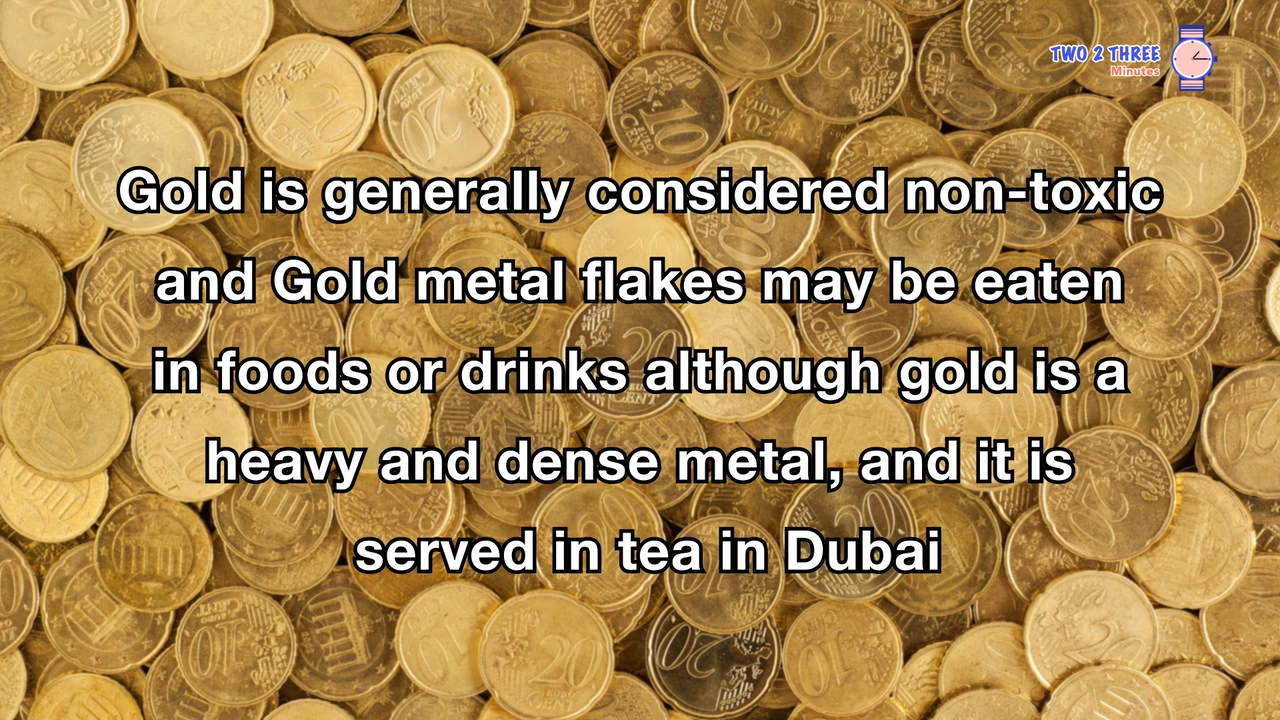 TWO 2 THREE
Minutes
Gold is generally considered non-toxic
and Gold metal flakes may be eaten
in foods or drinks although gold is a
heavy and dense metal, and it is
served in tea in Dubai